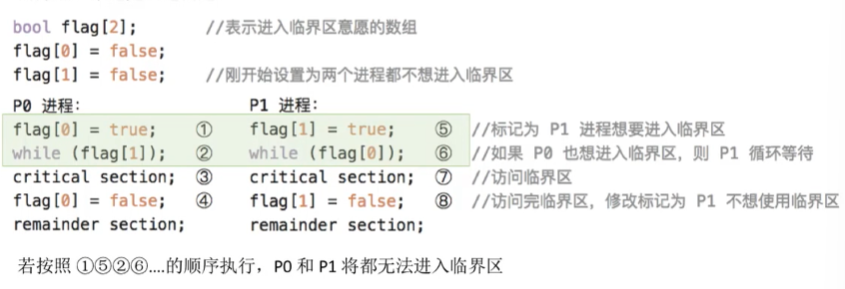 bool flag[2]; //表示进入临界区意愿的数组
flag[0] = false;
flag[1] = false; //刚开始设置为两个进程都不想进入临界区
P0 进程: P1 进程:
flag[0] = true; ① flag[1] = true; ⑤ //标记为 P1 进程想要进入临界区
while (flag[1]); ② while (flag[0]); ⑥ //如果 P0 也想进入临界区, 则 P1 循环等待
critical section; ③ critical section; ⑦ //访问临界区
flag[0] = false; ④ flag[1] = false; ⑧ //访问完临界区, 修改标记为 P1 不想使用临界区
remainder section; remainder section;
若按照 ①⑤②⑥....的顺序执行，P0 和 P1 将都无法进入临界区